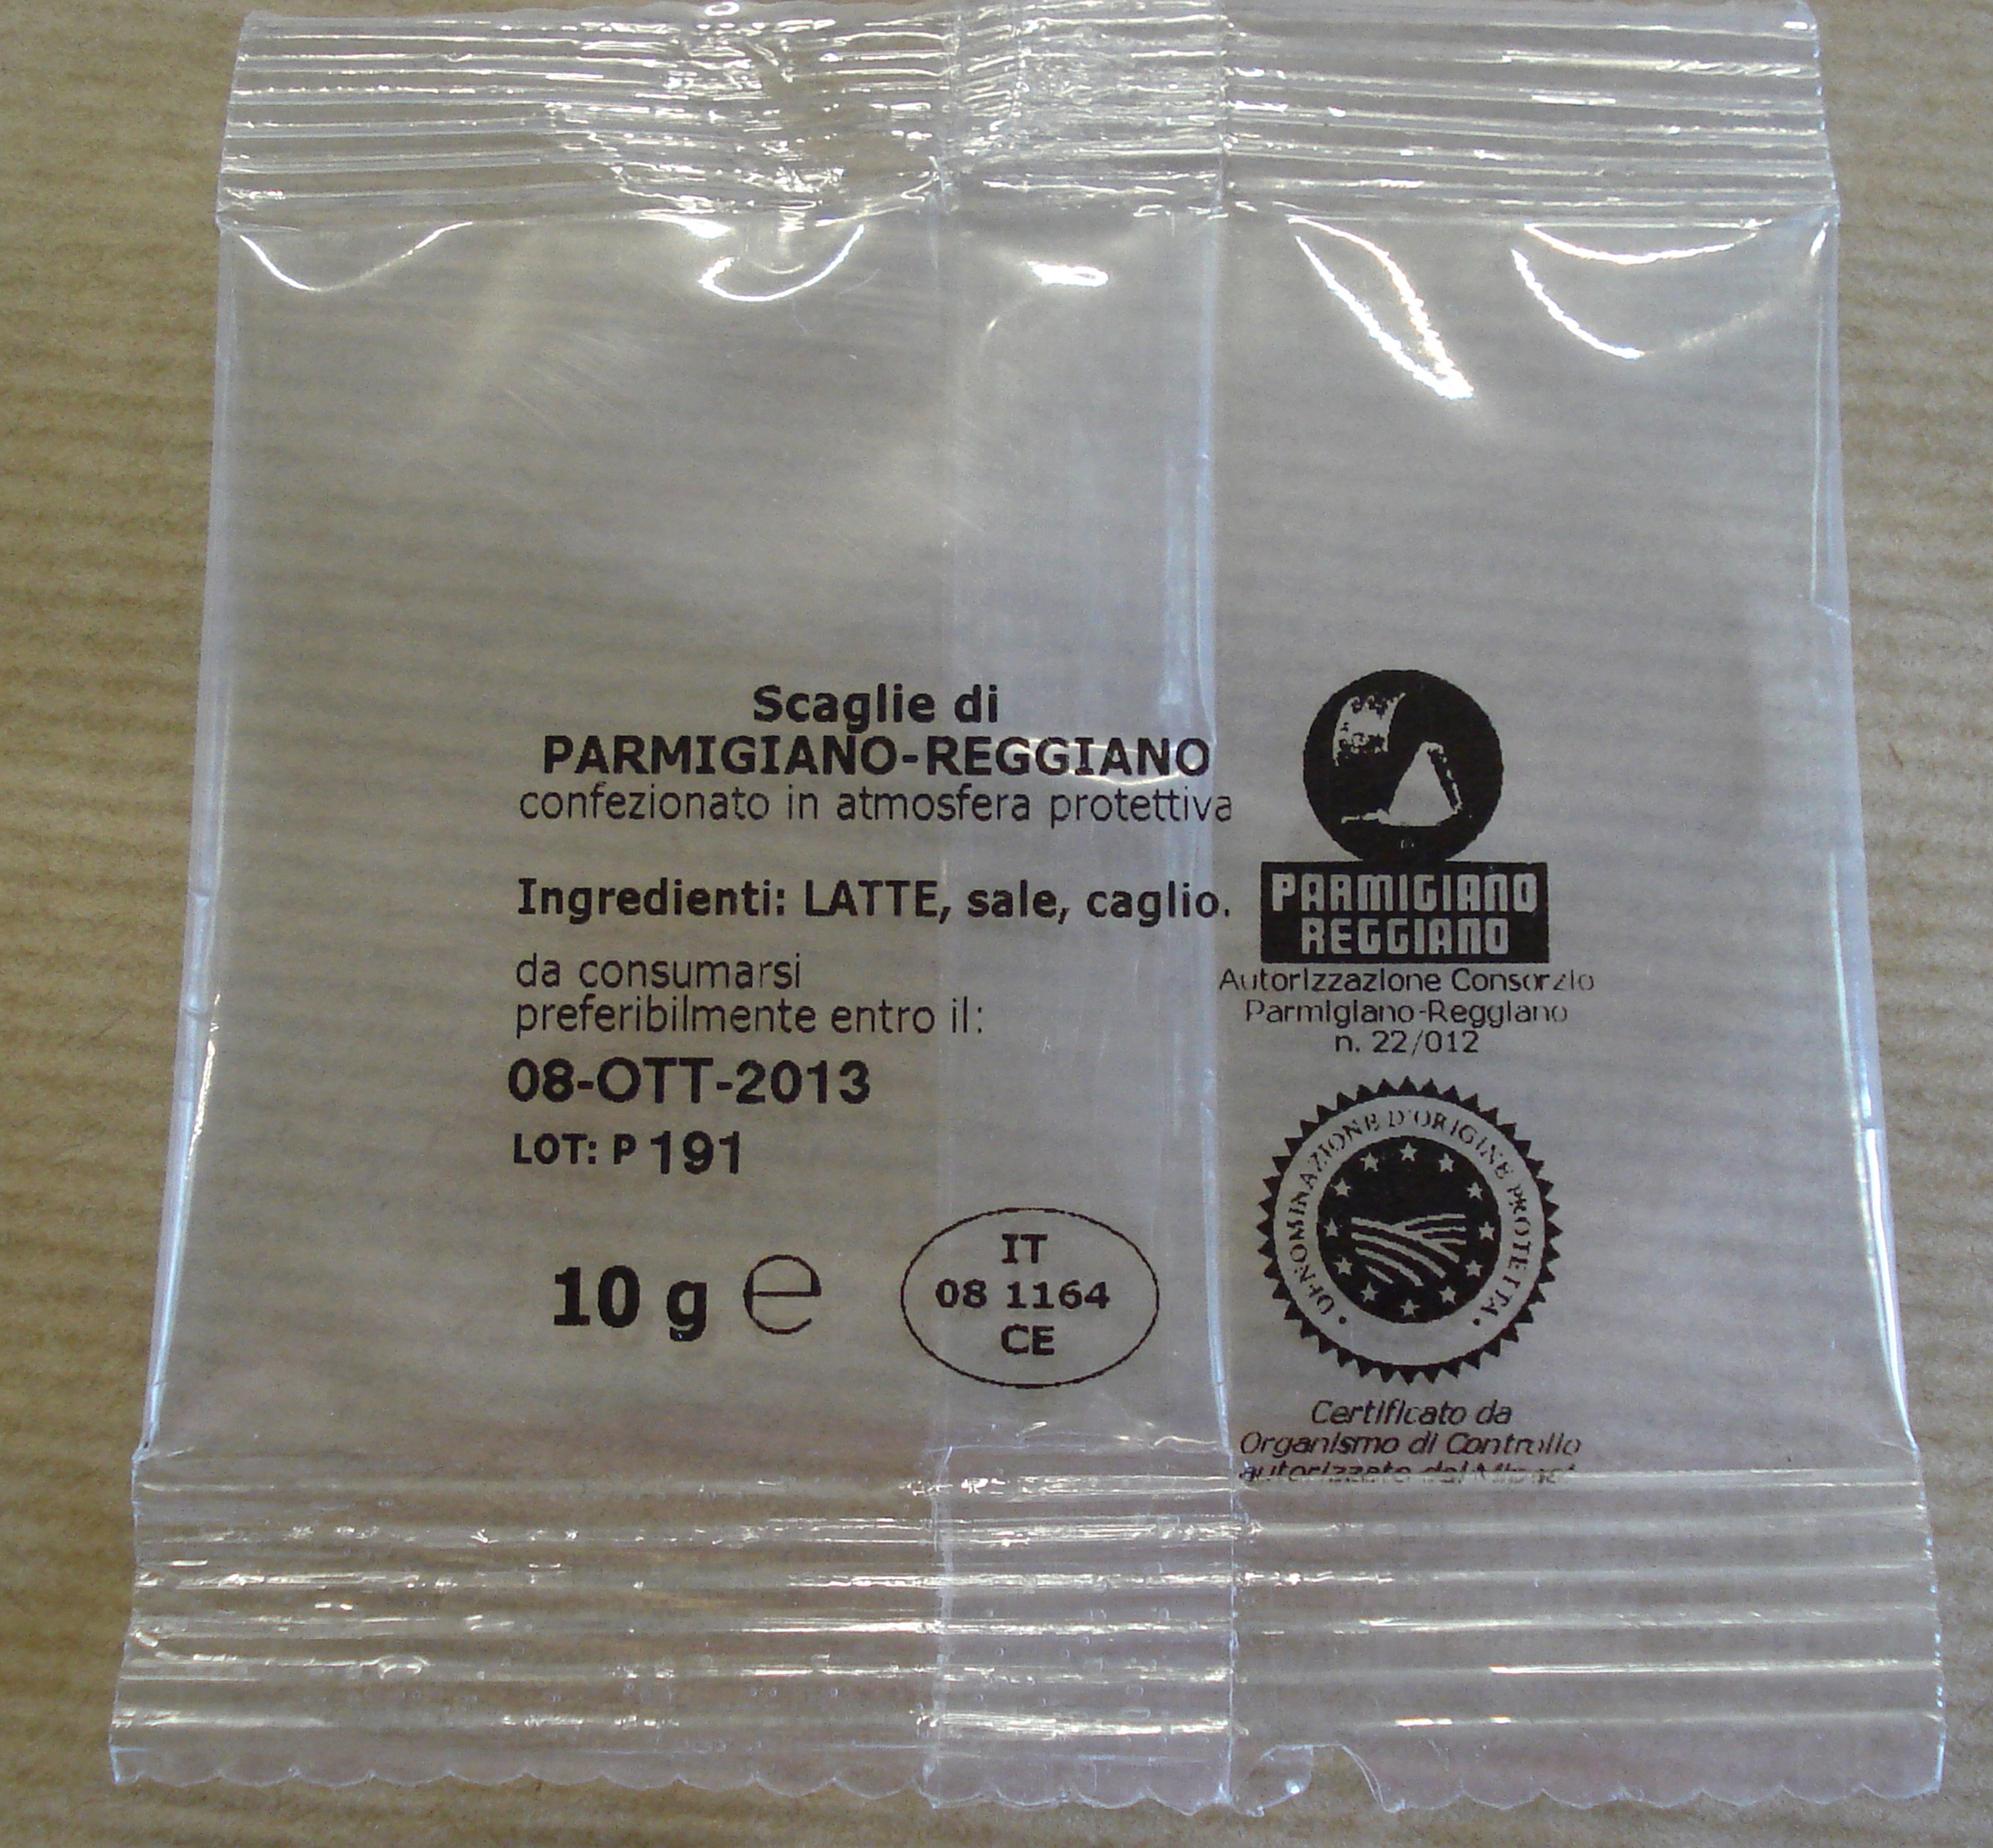 Scaglie di
PARMIGIANO-REGGIANO
confezionato in atmosfera protettiva
Ingredienti: LATTE, sale, caglio.
da consumarsi
preferibilmente entro il:
08-OTT-2013
LOT: P 191
10 g ℮
IT
08 1164
CE
PARMIGIANO
REGGIANO
Autorizzazione Consorzio
Parmigiano-Reggiano
n. 22/012
DENOMINAZIONE D'ORIGINE PROTETTA
Certificato da
Organismo di Controllo
autorizzato dal